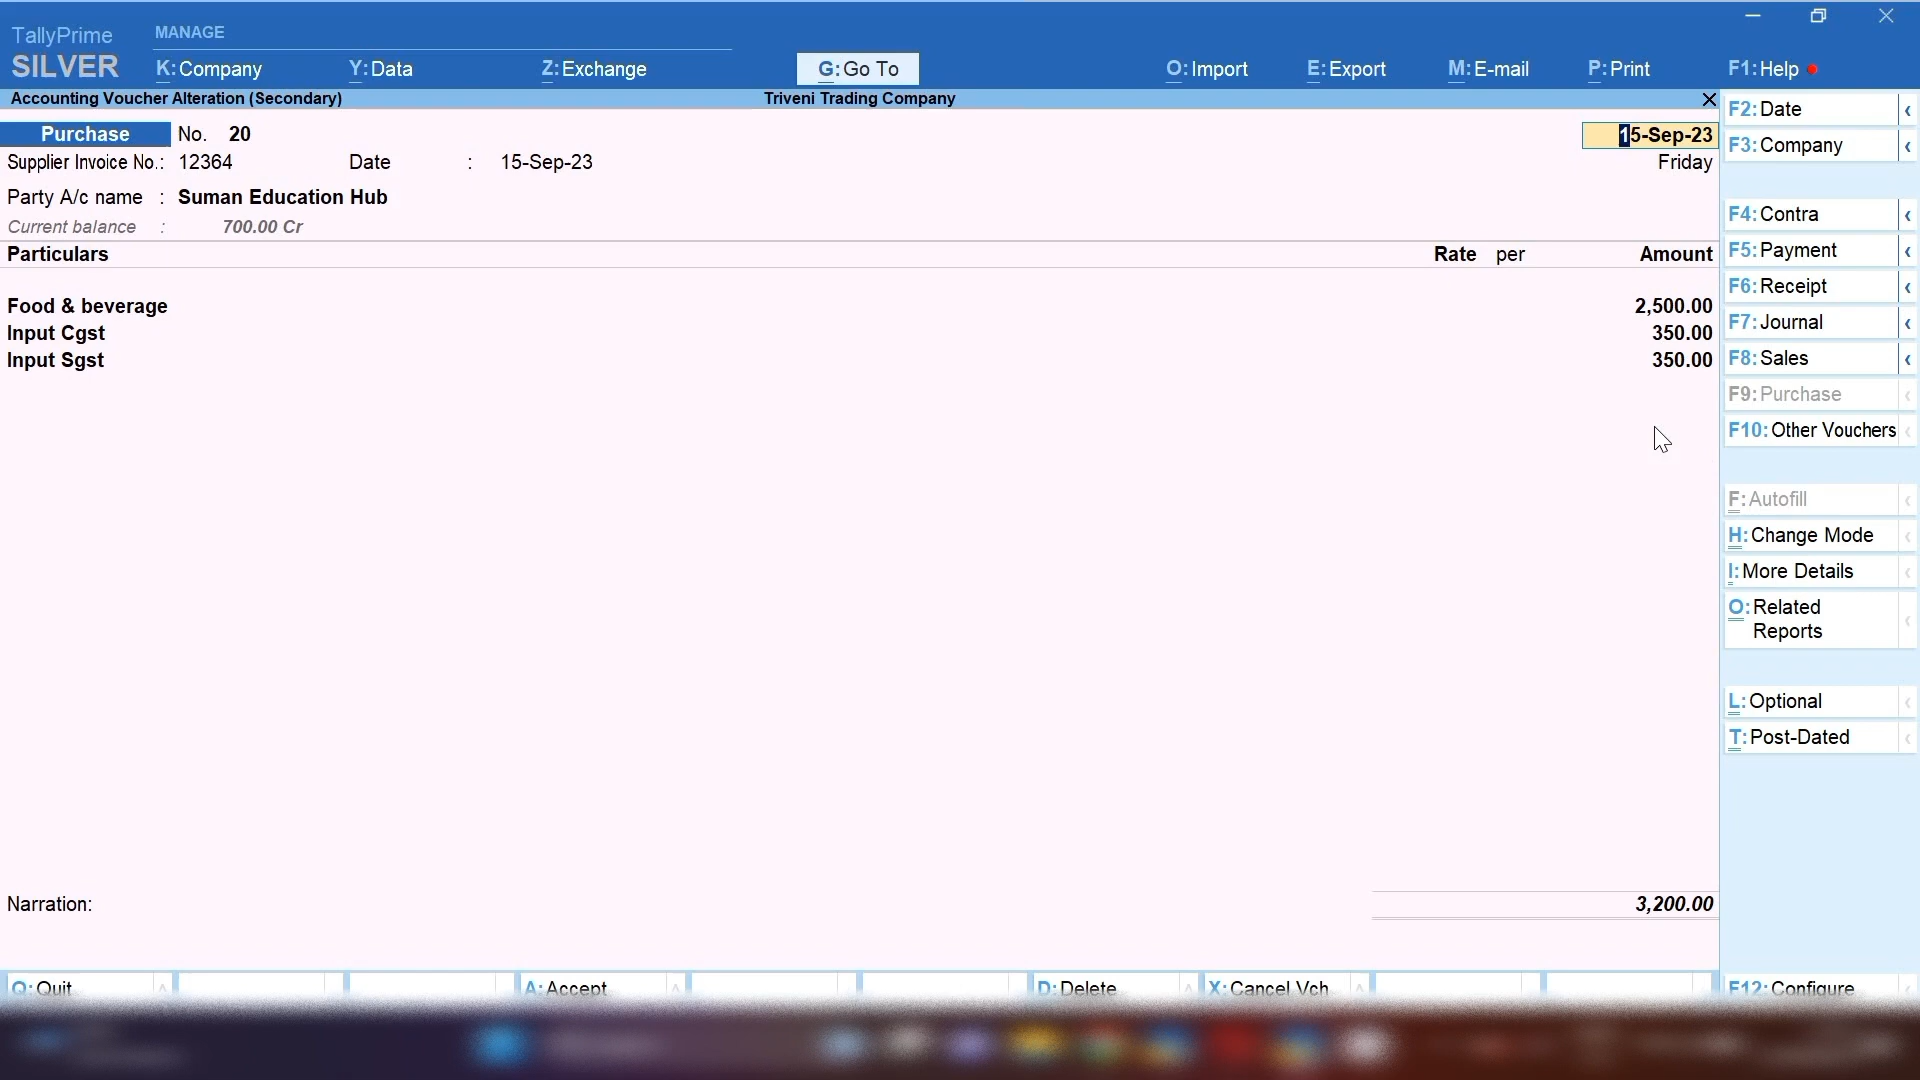 MANAGE
TallyPrime
SILVER
K: Company
Y: Data
Z: Exchange
G: Go To
O: Import
E: Export
M: E-mail
P: Print
F1: Help
Accounting Voucher Alteration (Secondary)
Triveni Trading Company
Purchase No. 20
15-Sep-23
Supplier Invoice No.: 12364 Date : 15-Sep-23
Friday
Party A/c name : Suman Education Hub
Current balance : 700.00 Cr
Particulars Rate per Amount
Food & beverage 2,500.00
Input Cgst 350.00
Input Sgst 350.00
Narration: 3,200.00
Q: Quit
A: Accept
D: Delete
X: Cancel Vch
F2: Date
F3: Company
F4: Contra
F5: Payment
F6: Receipt
F7: Journal
F8: Sales
F9: Purchase
F10: Other Vouchers
F: Autofill
H: Change Mode
I: More Details
O: Related
Reports
L: Optional
T: Post-Dated
F12: Configure